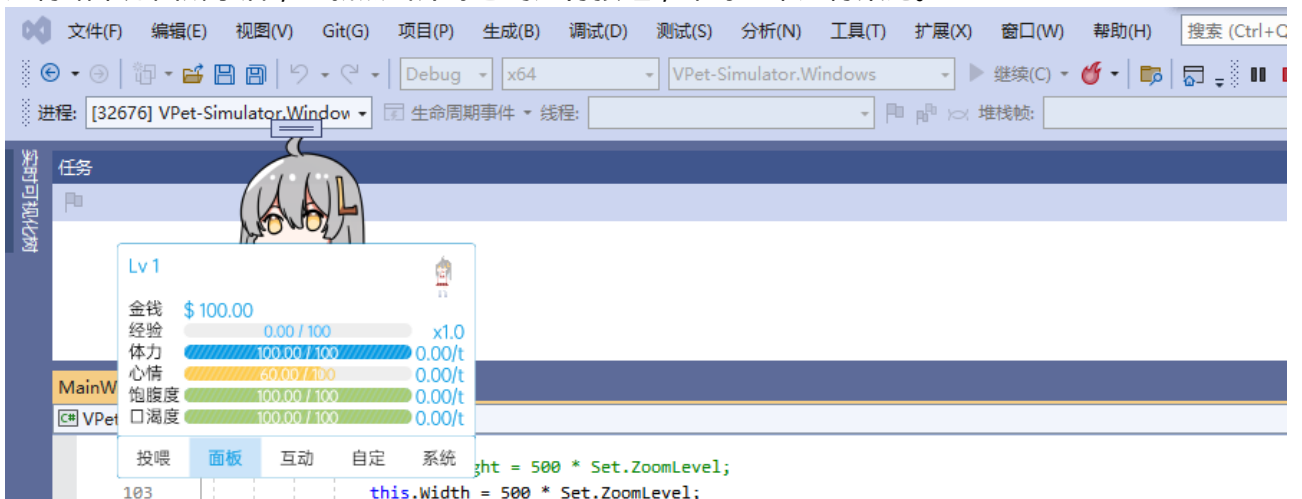 文件(F) 编辑(E) 视图(V) Git(G) 项目(P) 生成(B) 调试(D) 测试(S) 分析(N) 工具(T) 扩展(X) 窗口(W) 帮助(H) 搜索 (Ctrl+Q
Debug x64 VPet-Simulator.Windows 继续(C)
进程: [32676] VPet-Simulator.Window 生命周期事件 线程: 堆栈帧:
实时可视化树
任务
Lv 1
金钱 $ 100.00
经验 0.00 / 100 x1.0
体力 100.00 / 100 0.00/t
心情 60.00 / 100 0.00/t
饱腹度 100.00 / 100 0.00/t
口渴度 100.00 / 100 0.00/t
投喂 面板 互动 自定 系统
MainW
C# VPet
ght = 500 * Set.ZoomLevel;
103 this.Width = 500 * Set.ZoomLevel;